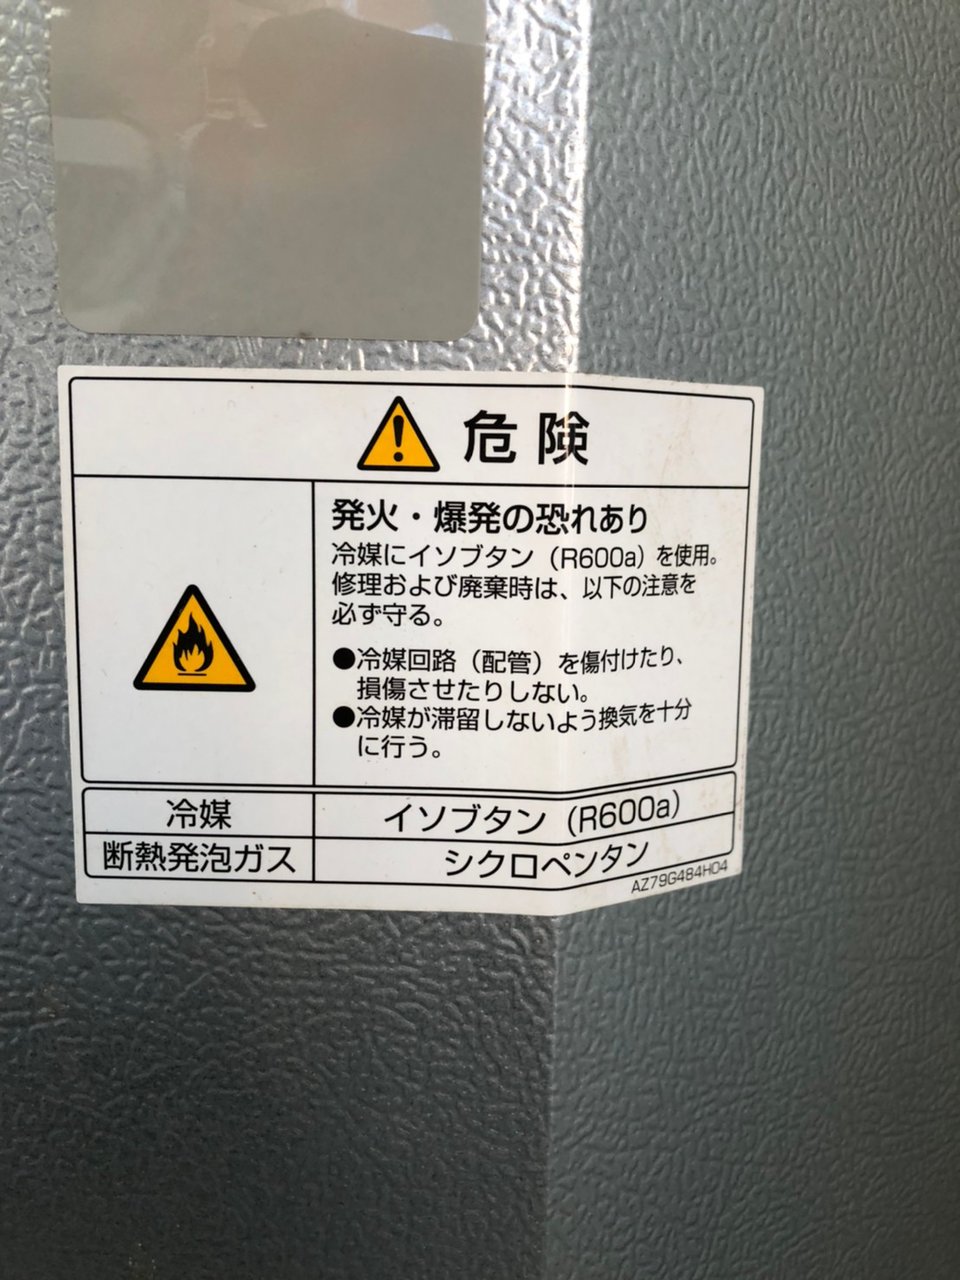 危険
発火・爆発の恐れあり
冷媒にイソブタン（R600a）を使用。
修理および廃棄時は、以下の注意を
必ず守る。
●冷媒回路（配管）を傷付けたり、
損傷させたりしない。
●冷媒が滞留しないよう換気を十分
に行う。
冷媒 イソブタン（R600a）
断熱発泡ガス シクロペンタン
AZ79G484H04